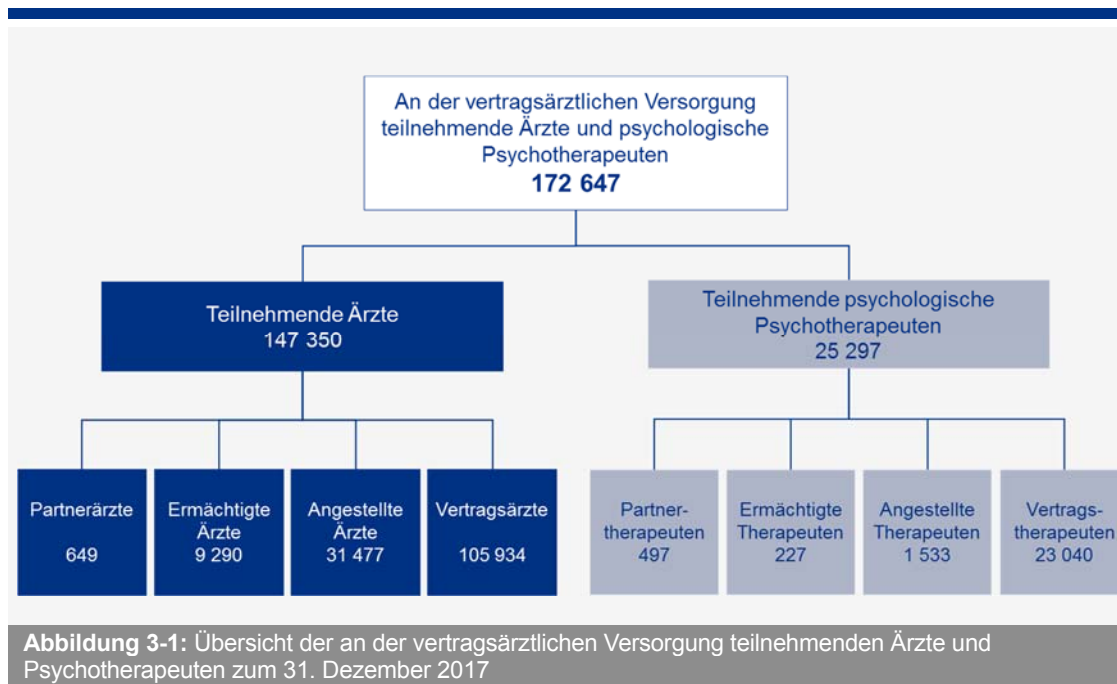 An der vertragsärztlichen Versorgung
teilnehmende Ärzte und psychologische
Psychotherapeuten
172 647
Teilnehmende Ärzte
147 350
Teilnehmende psychologische
Psychotherapeuten
25 297
Partnerärzte
649
Ermächtigte
Ärzte
9 290
Angestellte
Ärzte
31 477
Vertragsärzte
105 934
Partner-
therapeuten
497
Ermächtigte
Therapeuten
227
Angestellte
Therapeuten
1 533
Vertrags-
therapeuten
23 040
Abbildung 3-1: Übersicht der an der vertragsärztlichen Versorgung teilnehmenden Ärzte und
Psychotherapeuten zum 31. Dezember 2017